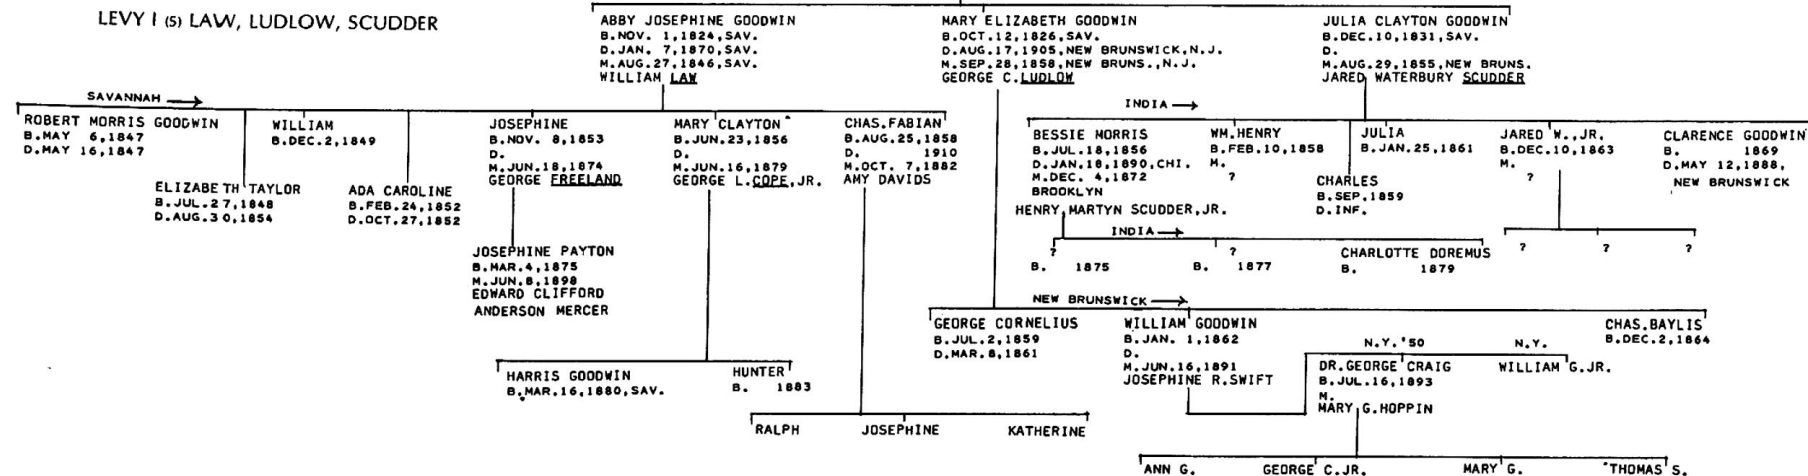 LEVY I (5) LAW, LUDLOW, SCUDDER
ABBY JOSEPHINE GOODWIN
B.NOV. 1,1824,SAV.
D.JAN. 7,1870,SAV.
M.AUG.27,1846,SAV.
WILLIAM LAW
MARY ELIZABETH GOODWIN
B.OCT.12,1826,SAV.
D.AUG.17,1905,NEW BRUNSWICK,N.J.
M.SEP.28,1858,NEW BRUNS.,N.J.
GEORGE C.LUDLOW
JULIA CLAYTON GOODWIN
B.DEC.10,1831,SAV.
D.
M.AUG.29,1855,NEW BRUNS.
JARED WATERBURY SCUDDER
SAVANNAH
ROBERT MORRIS GOODWIN
B.MAY 6,1847
D.MAY 16,1847
ELIZABETH TAYLOR
B.JUL.27,1848
D.AUG.30,1854
WILLIAM
B.DEC.2,1849
ADA CAROLINE
B.FEB.24,1852
D.OCT.27,1852
JOSEPHINE
B.NOV. 8,1853
D.
M.JUN.18,1874
GEORGE FREELAND
MARY CLAYTON
B.JUN.23,1856
D.
M.JUN.16,1879
GEORGE L.COPE,JR.
CHAS.FABIAN
B.AUG.25,1858
D. 1910
M.OCT. 7,1882
AMY DAVIDS
INDIA
BESSIE MORRIS
B.JUL.18,1856
D.JAN.18,1890,CHI.
M.DEC. 4,1872
BROOKLYN
HENRY MARTYN SCUDDER,JR.
WM.HENRY
B.FEB.10,1858
M.
?
CHARLES
B.SEP.1859
D.INF.
JULIA
B.JAN.25,1861
JARED W.,JR.
B.DEC.10,1863
M.
?
CLARENCE GOODWIN
B. 1869
D.MAY 12,1888,
NEW BRUNSWICK
JOSEPHINE PAYTON
B.MAR.4,1875
M.JUN.8,1898
EDWARD CLIFFORD
ANDERSON MERCER
INDIA
?
B. 1875
?
B. 1877
CHARLOTTE DOREMUS
B. 1879
?
?
?
NEW BRUNSWICK
GEORGE CORNELIUS
B.JUL.2,1859
D.MAR.8,1861
WILLIAM GOODWIN
B.JAN. 1,1862
D.
M.JUN.16,1891
JOSEPHINE R.SWIFT
CHAS.BAYLIS
B.DEC.2,1864
HARRIS GOODWIN
B.MAR.16,1880,SAV.
HUNTER
B. 1883
N.Y.'50
DR.GEORGE CRAIG
B.JUL.16,1893
M.
MARY G.HOPPIN
N.Y.
WILLIAM G.JR.
RALPH
JOSEPHINE
KATHERINE
ANN G.
GEORGE C.JR.
MARY G.
THOMAS S.